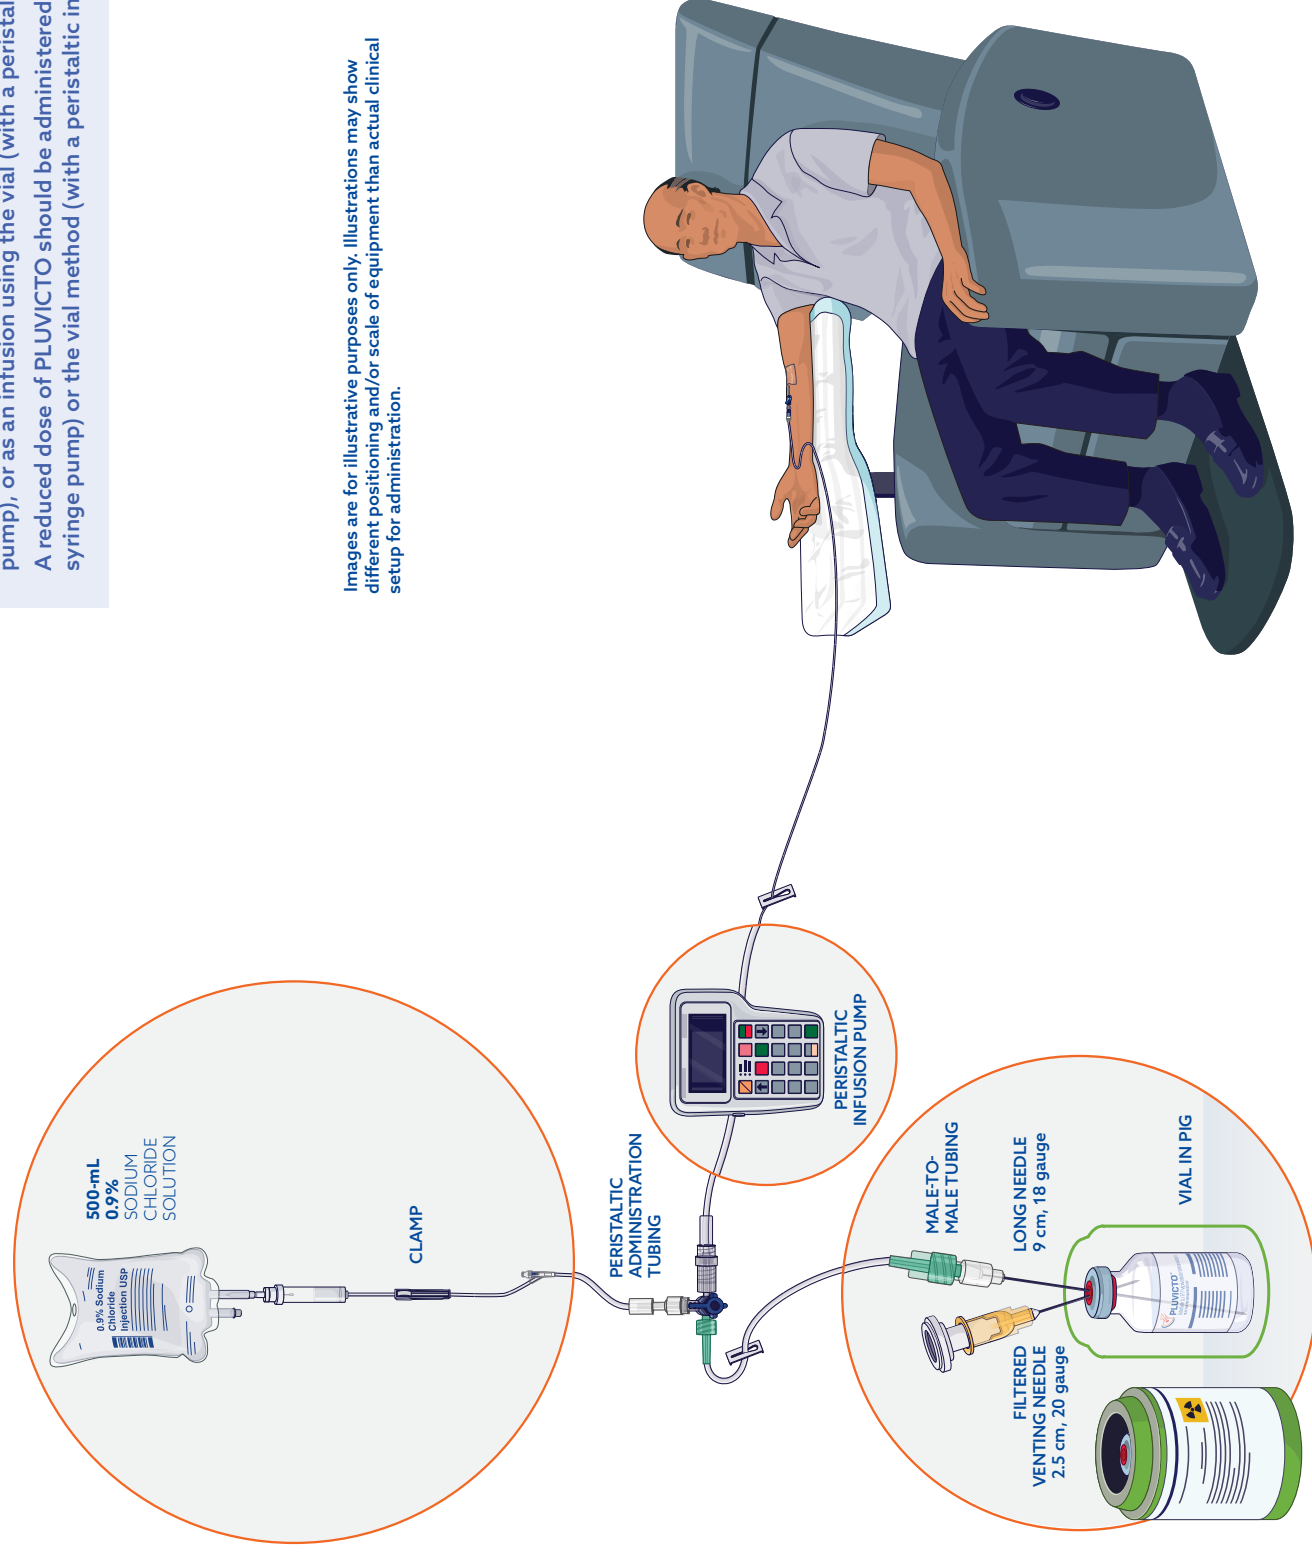 pump), or as an infusion using the vial (with a peristal
A reduced dose of PLUVICTO should be administered
syringe pump) or the vial method (with a peristaltic in
Images are for illustrative purposes only. Illustrations may show
different positioning and/or scale of equipment than actual clinical
setup for administration.
500-mL
0.9%
SODIUM
CHLORIDE
SOLUTION
0.9% Sodium
Chloride
Injection USP
CLAMP
PERISTALTIC
ADMINISTRATION
TUBING
PERISTALTIC
INFUSION PUMP
MALE-TO-
MALE TUBING
LONG NEEDLE
9 cm, 18 gauge
FILTERED
VENTING NEEDLE
2.5 cm, 20 gauge
VIAL IN PIG
PLUVICTO